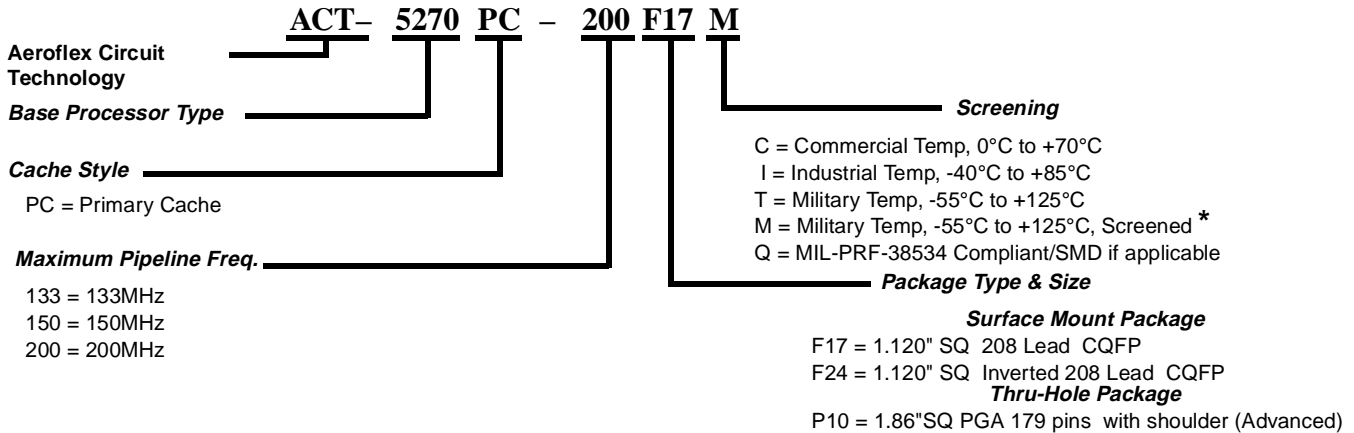 ACT– 5270 PC – 200 F17 M
Aeroflex Circuit
Technology
Base Processor Type
Cache Style
PC = Primary Cache
Maximum Pipeline Freq.
133 = 133MHz
150 = 150MHz
200 = 200MHz
Screening
C = Commercial Temp, 0°C to +70°C
I = Industrial Temp, -40°C to +85°C
T = Military Temp, -55°C to +125°C
M = Military Temp, -55°C to +125°C, Screened *
Q = MIL-PRF-38534 Compliant/SMD if applicable
Package Type & Size
Surface Mount Package
F17 = 1.120" SQ 208 Lead CQFP
F24 = 1.120" SQ Inverted 208 Lead CQFP
Thru-Hole Package
P10 = 1.86"SQ PGA 179 pins with shoulder (Advanced)